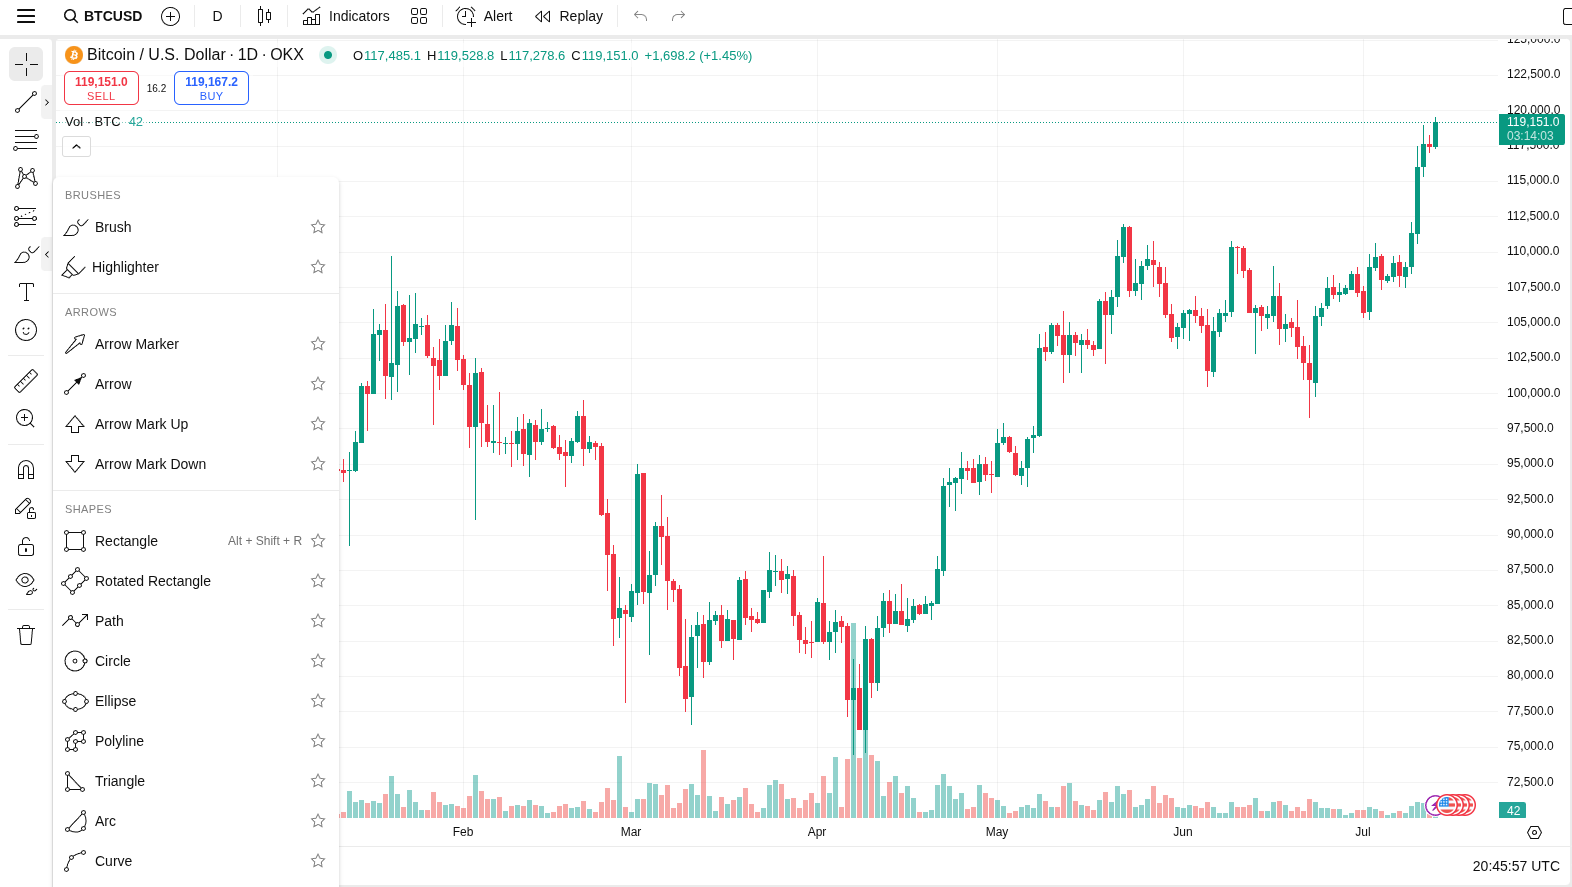 BTCUSD
D
Indicators
Alert
Replay
Bitcoin / U.S. Dollar · 1D · OKX
O117,485.1 H119,528.8 L117,278.6 C119,151.0 +1,698.2 (+1.45%)
119,151.0
SELL
16.2
119,167.2
BUY
Vol · BTC 42
BRUSHES
Brush
Highlighter
ARROWS
Arrow Marker
Arrow
Arrow Mark Up
Arrow Mark Down
SHAPES
Rectangle Alt + Shift + R
Rotated Rectangle
Path
Circle
Ellipse
Polyline
Triangle
Arc
Curve
125,000.0
122,500.0
120,000.0
119,151.0
03:14:03
117,500.0
115,000.0
112,500.0
110,000.0
107,500.0
105,000.0
102,500.0
100,000.0
97,500.0
95,000.0
92,500.0
90,000.0
87,500.0
85,000.0
82,500.0
80,000.0
77,500.0
75,000.0
72,500.0
42
Feb Mar Apr May Jun Jul
20:45:57 UTC